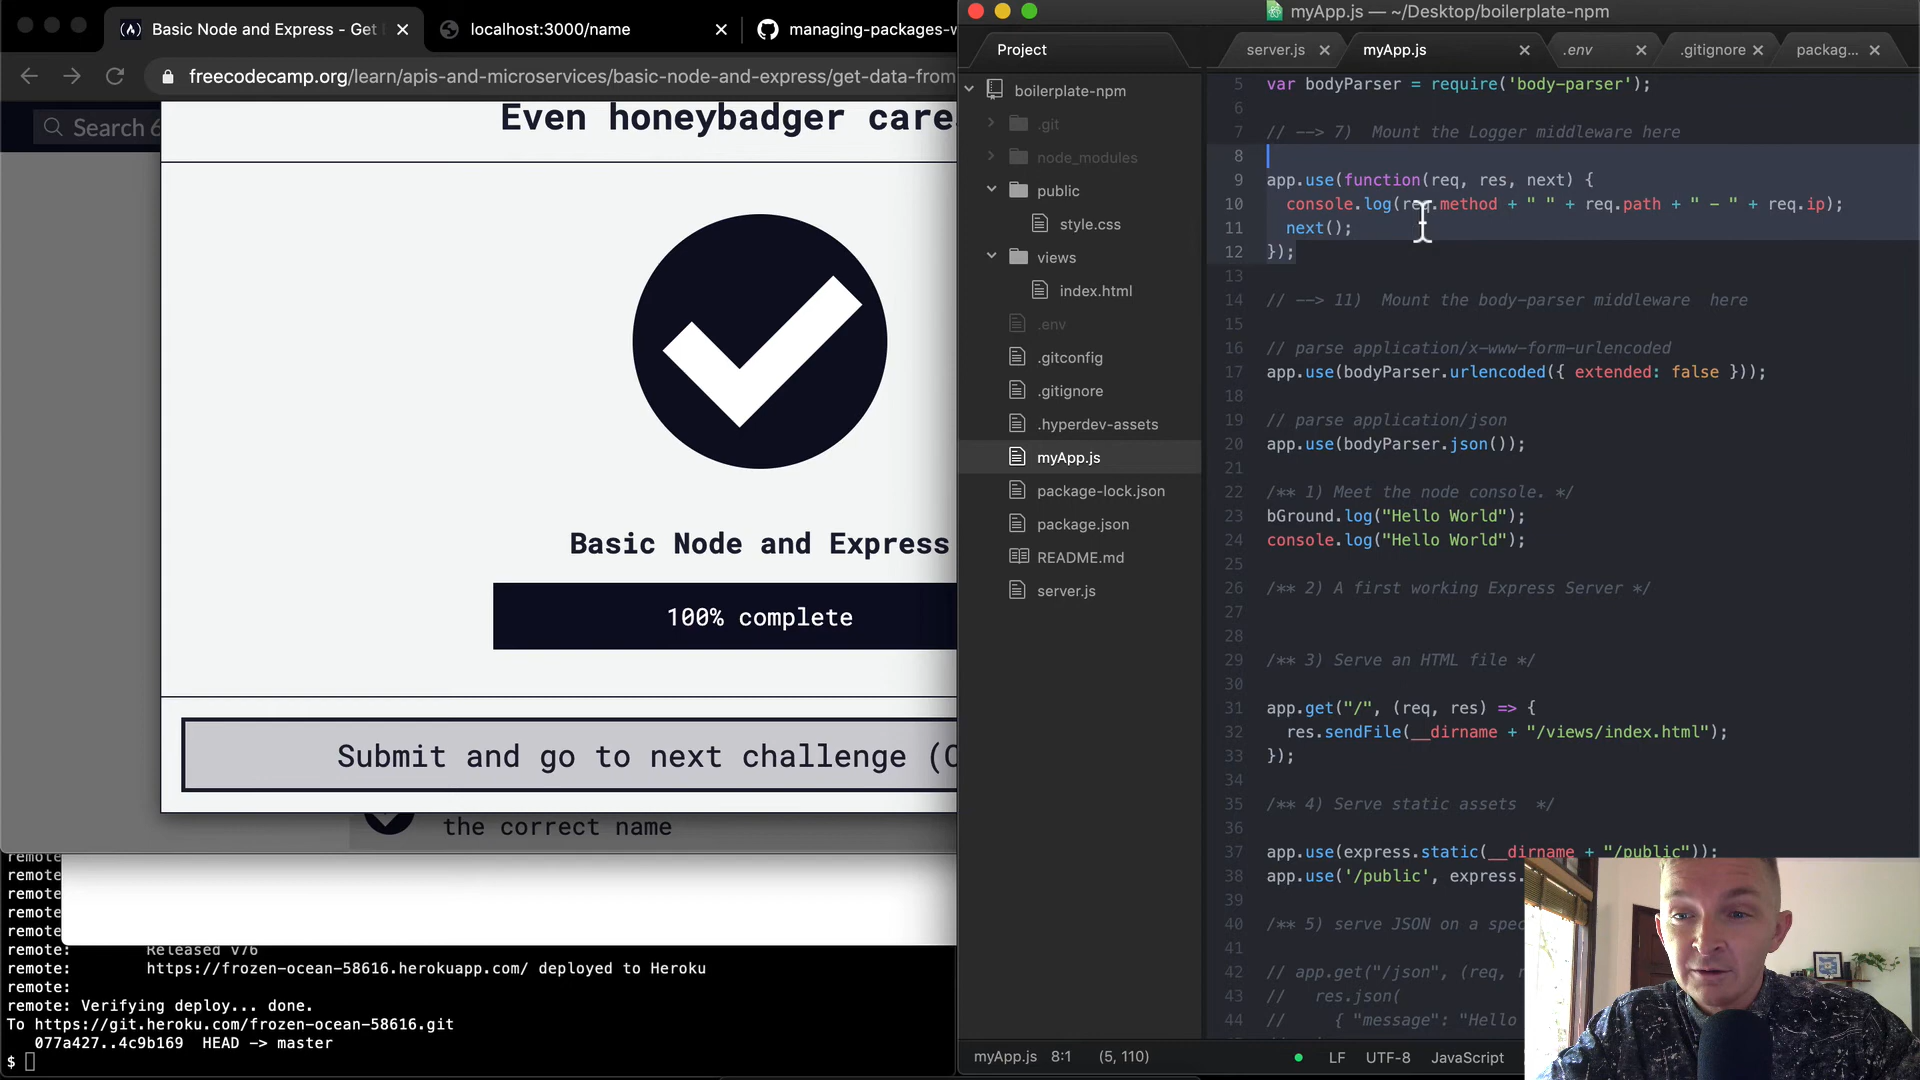 Basic Node and Express - Get
localhost:3000/name
managing-packages-w
freecodecamp.org/learn/apis-and-microservices/basic-node-and-express/get-data-from
Search 6
Even honeybadger cares
Basic Node and Express
100% complete
Submit and go to next challenge (C
the correct name
remote
remote
remote
remote
remote
remote: Released v76
remote: https://frozen-ocean-58616.herokuapp.com/ deployed to Heroku
remote:
remote: Verifying deploy... done.
To https://git.heroku.com/frozen-ocean-58616.git
077a427..4c9b169 HEAD -> master
$
myApp.js — ~/Desktop/boilerplate-npm
Project
server.js
myApp.js
.env
.gitignore
packag...
boilerplate-npm
.git
node_modules
public
style.css
views
index.html
.env
.gitconfig
.gitignore
.hyperdev-assets
myApp.js
package-lock.json
package.json
README.md
server.js
5 var bodyParser = require('body-parser');
6
7 // --> 7)  Mount the Logger middleware here
8
9 app.use(function(req, res, next) {
10   console.log(req.method + " " + req.path + " - " + req.ip);
11   next();
12 });
13
14 // --> 11)  Mount the body-parser middleware  here
15
16 // parse application/x-www-form-urlencoded
17 app.use(bodyParser.urlencoded({ extended: false }));
18
19 // parse application/json
20 app.use(bodyParser.json());
21
22 /** 1) Meet the node console. */
23 bGround.log("Hello World");
24 console.log("Hello World");
25
26 /** 2) A first working Express Server */
27
28
29 /** 3) Serve an HTML file */
30
31 app.get("/", (req, res) => {
32   res.sendFile(__dirname + "/views/index.html");
33 });
34
35 /** 4) Serve static assets  */
36
37 app.use(express.static(__dirname + "/public"));
38 app.use('/public', express.
39
40 /** 5) serve JSON on a spec
41
42 // app.get("/json", (req, r
43 //   res.json(
44 //     { "message": "Hello
myApp.js 8:1 (5, 110)
LF UTF-8 JavaScript